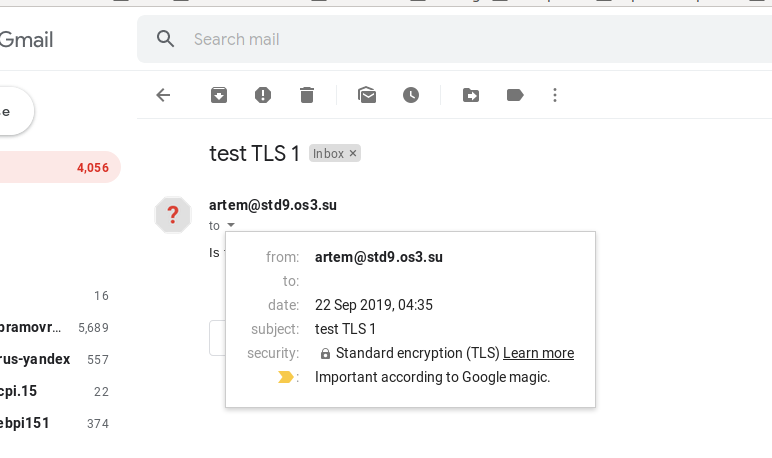 Gmail
Search mail
se
4,056
test TLS 1 Inbox ×
?
artem@std9.os3.su
to
Is
from: artem@std9.os3.su
to:
date: 22 Sep 2019, 04:35
subject: test TLS 1
security: Standard encryption (TLS) Learn more
: Important according to Google magic.
16
oramovr... 5,689
rus-yandex 557
cpi.15 22
ebpi151 374